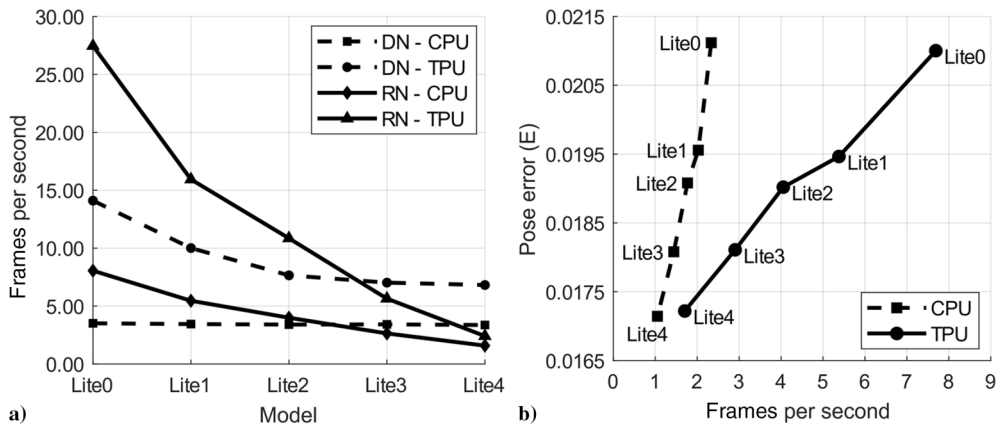 30.00
25.00
20.00
15.00
10.00
5.00
0.00
Frames per second
DN - CPU
DN - TPU
RN - CPU
RN - TPU
Lite0 Lite1 Lite2 Lite3 Lite4
Model
a)
0.0215
0.0205
0.0195
0.0185
0.0175
0.0165
Pose error (E)
Lite0
Lite1
Lite2
Lite3
Lite4
Lite0
Lite1
Lite2
Lite3
Lite4
CPU
TPU
0 1 2 3 4 5 6 7 8 9
Frames per second
b)